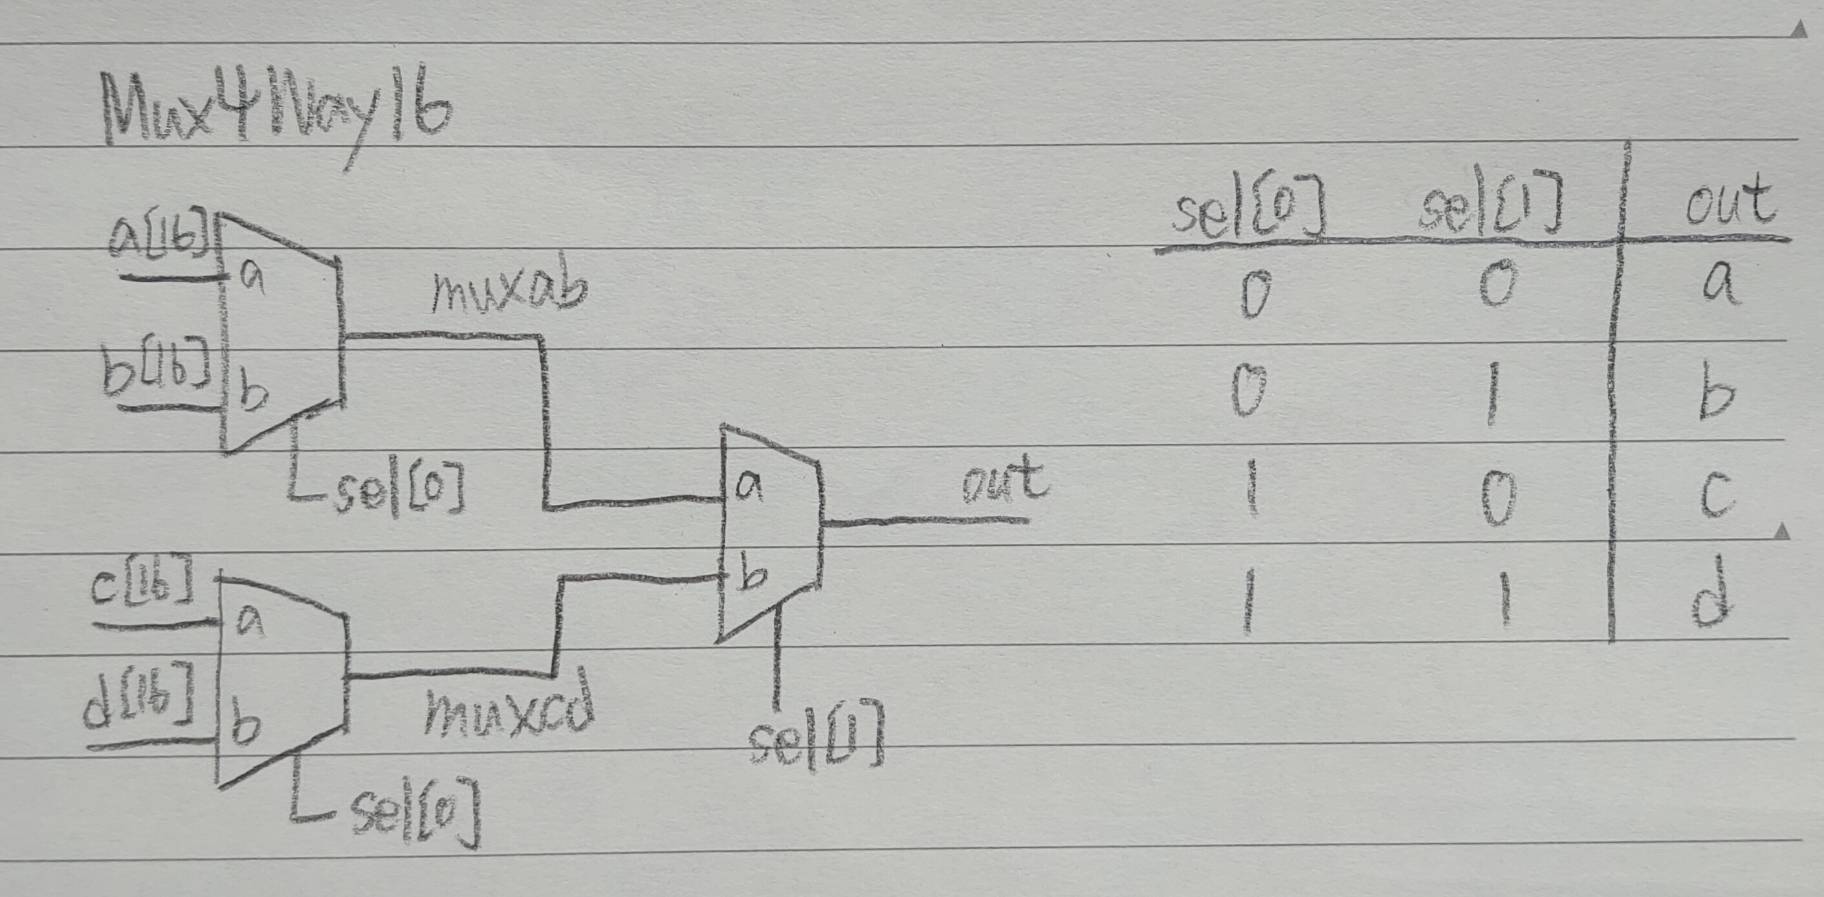 Mux4Way16
a[16]
a
b[16]
b
muxab
sel[0]
c[16]
a
d[16]
b
muxcd
sel[0]
a
b
out
sel[1]
sel[0] sel[1] out
0 0 a
0 1 b
1 0 c
1 1 d